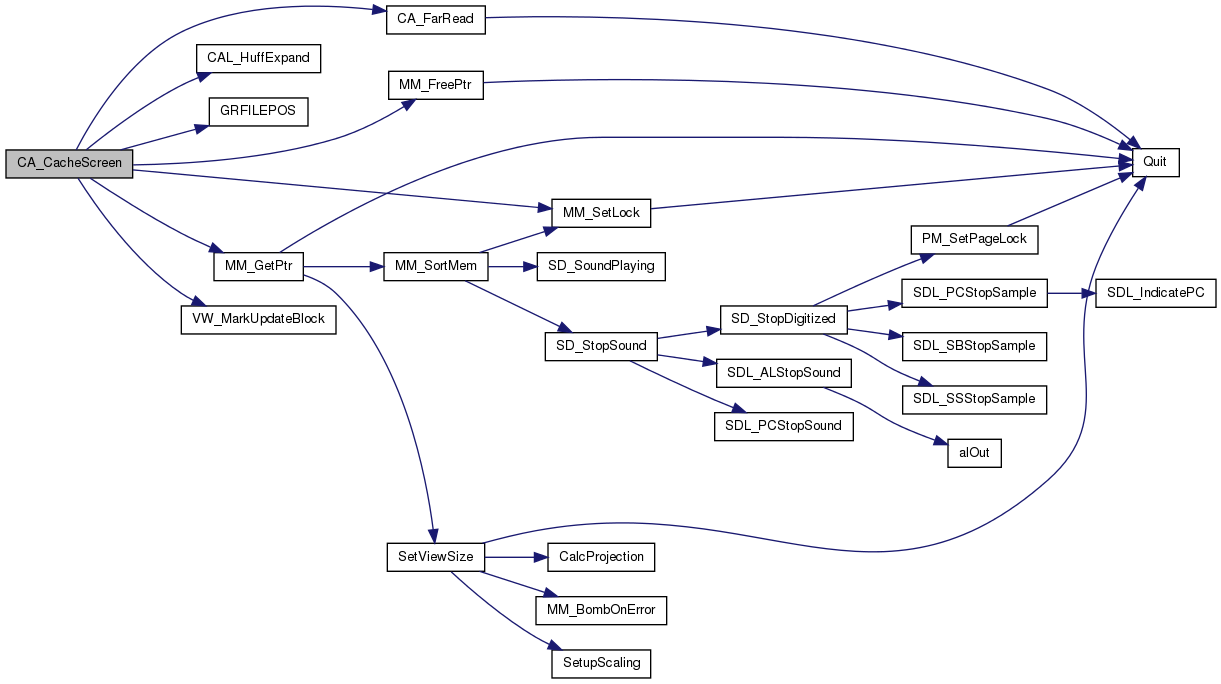 CA_FarRead
CAL_HuffExpand
MM_FreePtr
GRFILEPOS
CA_CacheScreen
Quit
MM_SetLock
PM_SetPageLock
MM_GetPtr
MM_SortMem
SD_SoundPlaying
SDL_PCStopSample
SDL_IndicatePC
VW_MarkUpdateBlock
SD_StopDigitized
SD_StopSound
SDL_SBStopSample
SDL_ALStopSound
SDL_SSStopSample
SDL_PCStopSound
alOut
SetViewSize
CalcProjection
MM_BombOnError
SetupScaling